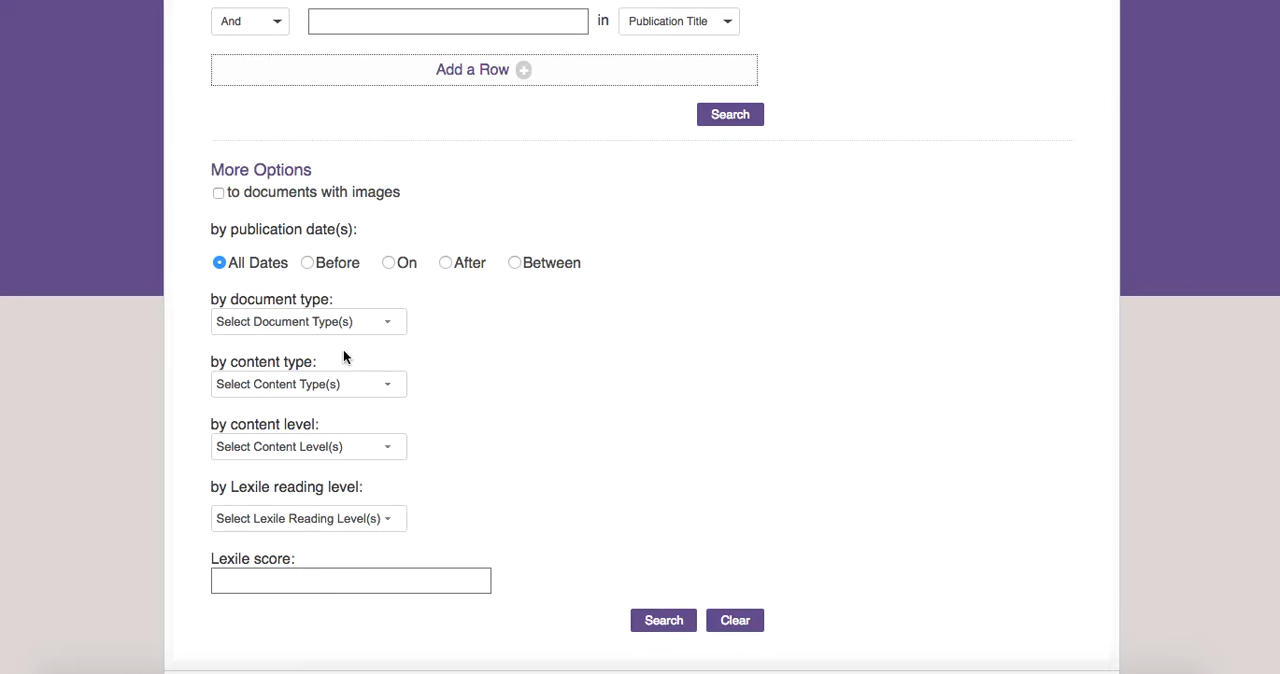 And in Publication Title
Add a Row
Search
More Options
to documents with images
by publication date(s):
All Dates Before On After Between
by document type:
Select Document Type(s)
by content type:
Select Content Type(s)
by content level:
Select Content Level(s)
by Lexile reading level:
Select Lexile Reading Level(s)
Lexile score:
Search Clear